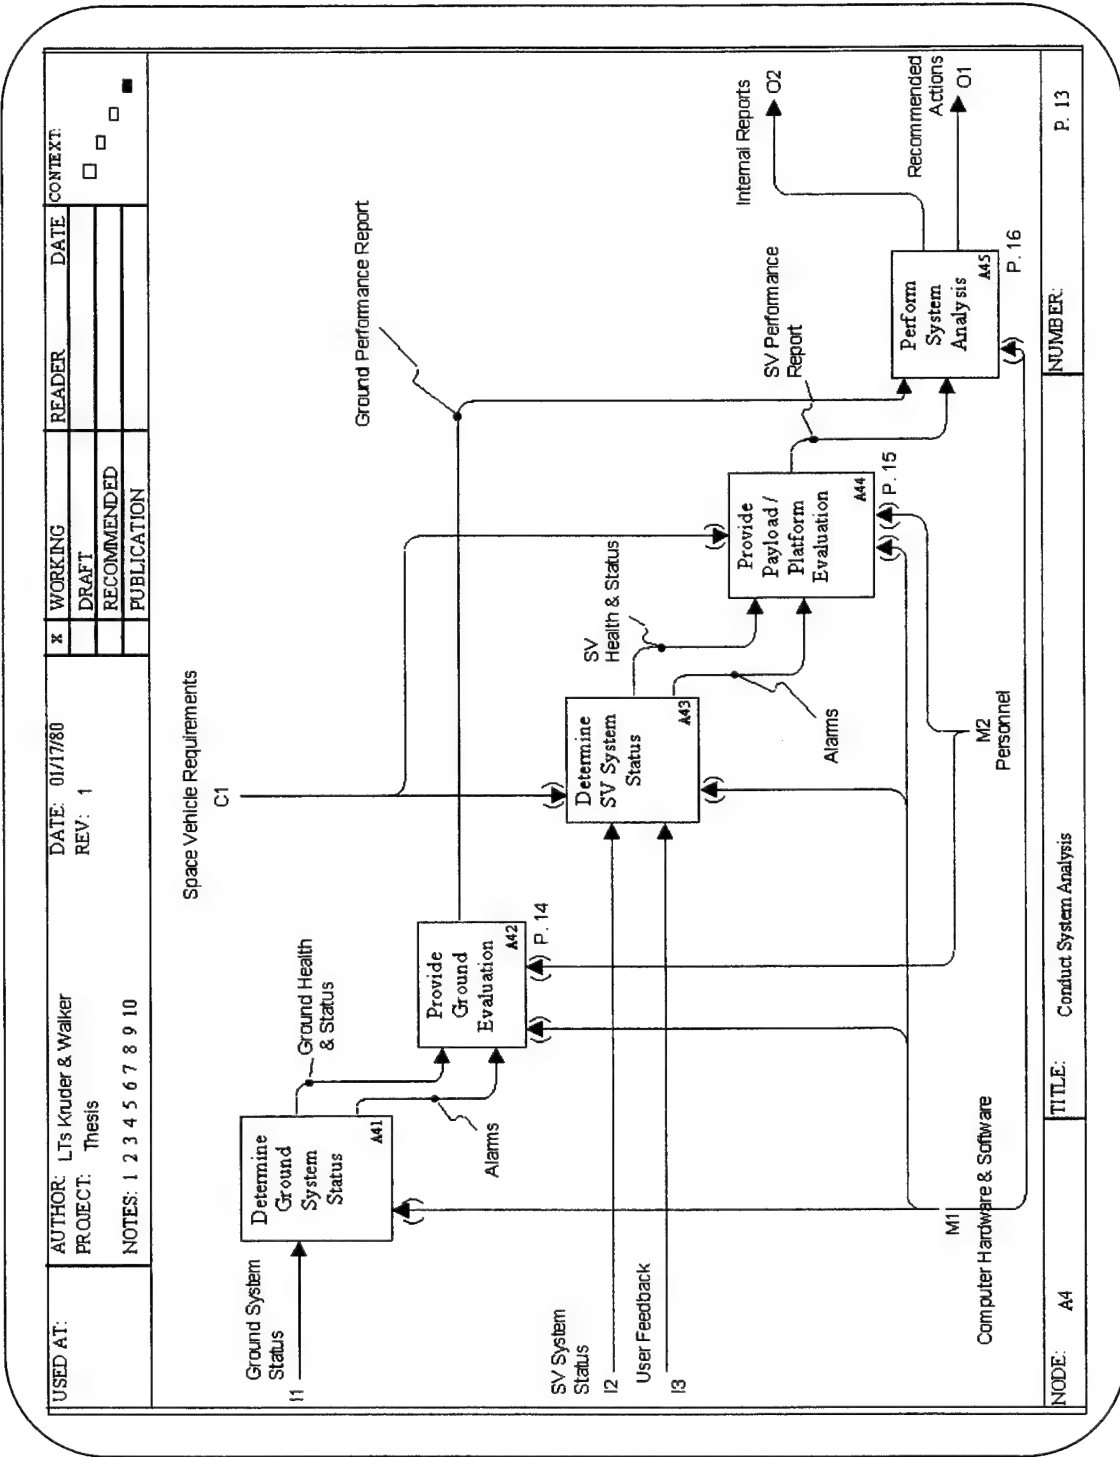 USED AT:
AUTHOR: LTs Kruder & Walker
PROJECT: Thesis
NOTES: 1 2 3 4 5 6 7 8 9 10
DATE: 01/17/80
REV: 1
x WORKING
DRAFT
RECOMMENDED
PUBLICATION
READER DATE
CONTEXT:
Space Vehicle Requirements
C1
Ground System
Status
I1
Determine
Ground
System
Status
A41
Ground Health
& Status
Alarms
Provide
Ground
Evaluation
A42
P. 14
Ground Performance Report
SV System
Status
I2
User Feedback
I3
Determine
SV System
Status
A43
SV
Health & Status
Alarms
Provide
Payload /
Platform
Evaluation
A44
P. 15
SV Performance
Report
Perform
System
Analysis
A45
P. 16
Internal Reports
O2
Recommended
Actions
O1
M1
Computer Hardware & Software
M2
Personnel
NODE: A4
TITLE: Conduct System Analysis
NUMBER: P. 13